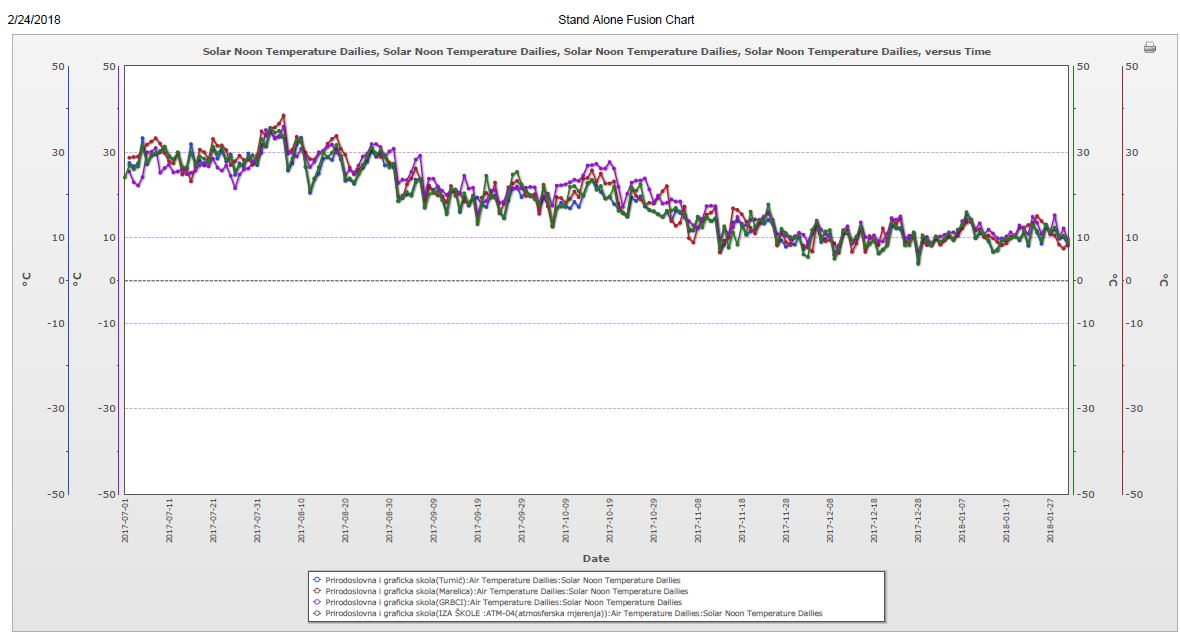 2/24/2018 Stand Alone Fusion Chart
Solar Noon Temperature Dailies, Solar Noon Temperature Dailies, Solar Noon Temperature Dailies, Solar Noon Temperature Dailies, versus Time
50 50 50 50
30 30 30 30
10 10 10 10
°C 0 °C 0 0 °C 0 °C
-10 -10 -10 -10
-30 -30 -30 -30
-50 -50 -50 -50
2017-07-01 2017-07-11 2017-07-21 2017-07-31 2017-08-10 2017-08-20 2017-08-30 2017-09-09 2017-09-19 2017-09-29 2017-10-09 2017-10-19 2017-10-29 2017-11-08 2017-11-18 2017-11-28 2017-12-08 2017-12-18 2017-12-28 2018-01-07 2018-01-17 2018-01-27
Date
Prirodoslovna i graficka skola(Tumić):Air Temperature Dailies:Solar Noon Temperature Dailies
Prirodoslovna i graficka skola(Marelica):Air Temperature Dailies:Solar Noon Temperature Dailies
Prirodoslovna i graficka skola(GRBCI):Air Temperature Dailies:Solar Noon Temperature Dailies
Prirodoslovna i graficka skola(IZA ŠKOLE :ATM-04(atmosferska mjerenja)):Air Temperature Dailies:Solar Noon Temperature Dailies